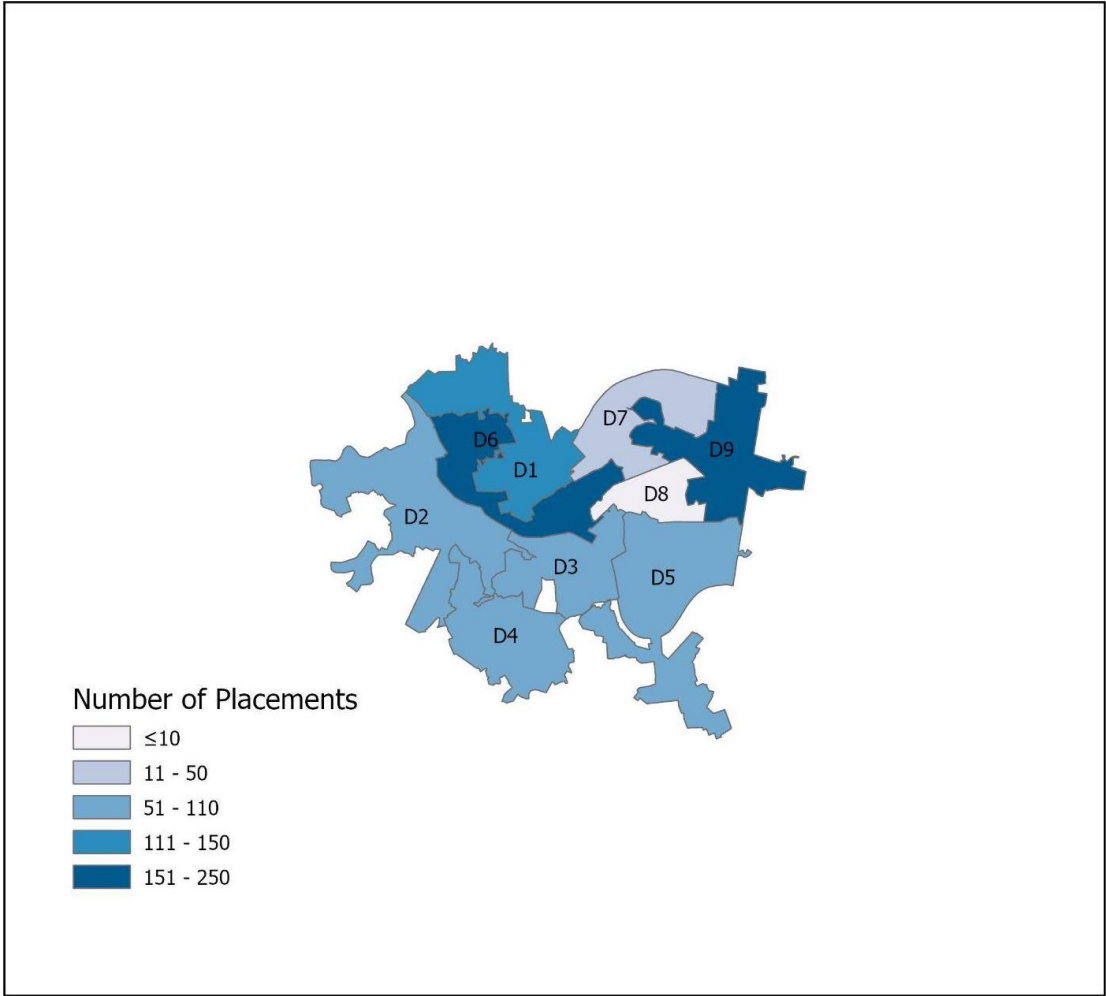 D7
D6
D9
D1
D8
D2
D3
D5
D4
Number of Placements
≤10
11 - 50
51 - 110
111 - 150
151 - 250